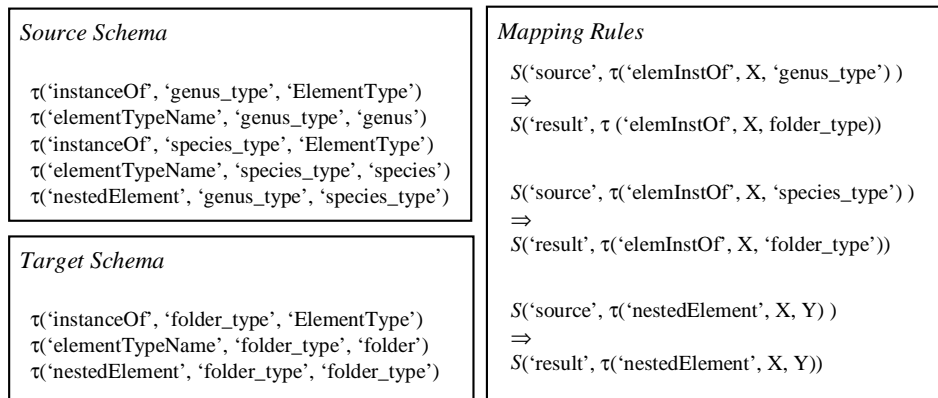 Source Schema
τ(‘instanceOf’, ‘genus_type’, ‘ElementType’)
τ(‘elementTypeName’, ‘genus_type’, ‘genus’)
τ(‘instanceOf’, ‘species_type’, ‘ElementType’)
τ(‘elementTypeName’, ‘species_type’, ‘species’)
τ(‘nestedElement’, ‘genus_type’, ‘species_type’)
Target Schema
τ(‘instanceOf’, ‘folder_type’, ‘ElementType’)
τ(‘elementTypeName’, ‘folder_type’, ‘folder’)
τ(‘nestedElement’, ‘folder_type’, ‘folder_type’)
Mapping Rules
S(‘source’, τ(‘elemInstOf’, X, ‘genus_type’) )
⇒
S(‘result’, τ (‘elemInstOf’, X, folder_type))
S(‘source’, τ(‘elemInstOf’, X, ‘species_type’) )
⇒
S(‘result’, τ(‘elemInstOf’, X, ‘folder_type’))
S(‘source’, τ(‘nestedElement’, X, Y) )
⇒
S(‘result’, τ(‘nestedElement’, X, Y))